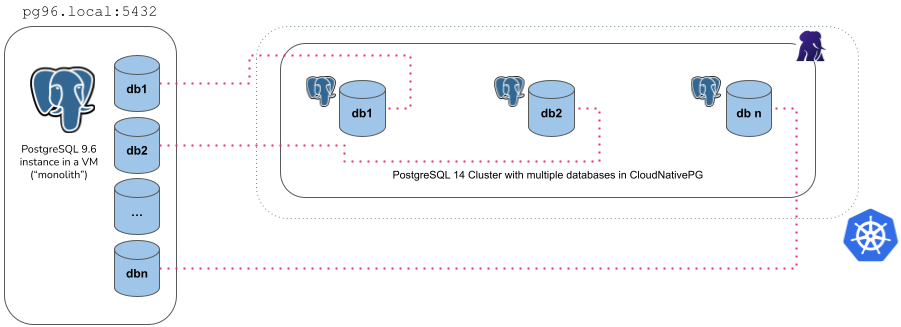 pg96.local:5432
db1
PostgreSQL 9.6
instance in a VM
(“monolith”)
db2
...
dbn
db1
db2
db n
PostgreSQL 14 Cluster with multiple databases in CloudNativePG